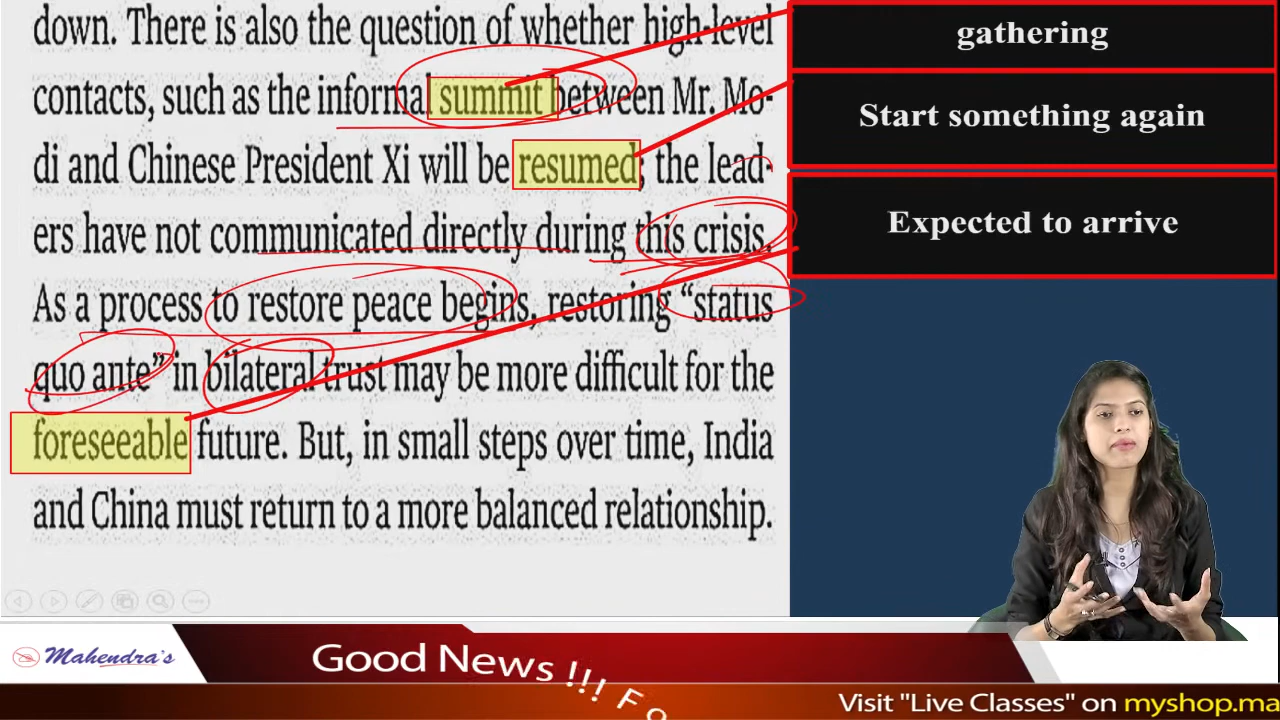 down. There is also the question of whether high-level
contacts, such as the informal summit between Mr. Mo-
di and Chinese President Xi will be resumed; the lead-
ers have not communicated directly during this crisis.
As a process to restore peace begins, restoring “status
quo ante” in bilateral trust may be more difficult for the
foreseeable future. But, in small steps over time, India
and China must return to a more balanced relationship.
gathering
Start something again
Expected to arrive
Mahendra's
Good News !!! Fo
Visit "Live Classes" on myshop.ma